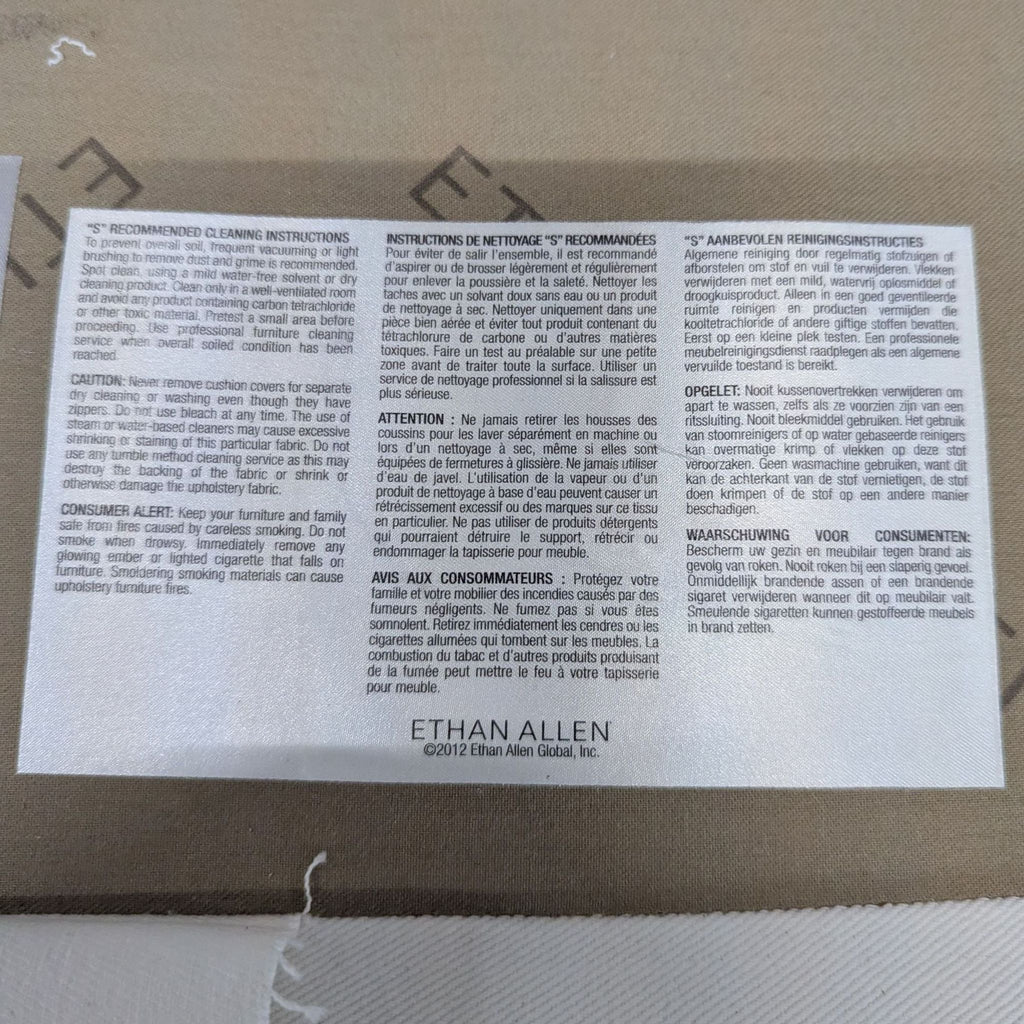 "S" RECOMMENDED CLEANING INSTRUCTIONS
To prevent overall soil, frequent vacuuming or light
brushing to remove dust and grime is recommended.
Spot clean, using a mild water-free solvent or dry
cleaning product. Clean only in a well-ventilated room
and avoid any product containing carbon tetrachloride
or other toxic material. Pretest a small area before
proceeding. Use professional furniture cleaning
service when overall soiled condition has been
reached.
CAUTION: Never remove cushion covers for separate
dry cleaning or washing even though they have
zippers. Do not use bleach at any time. The use of
steam or water-based cleaners may cause excessive
shrinking or staining of this particular fabric. Do not
use any tumble method cleaning service as this may
destroy the backing of the fabric or shrink or
otherwise damage the upholstery fabric.
CONSUMER ALERT: Keep your furniture and family
safe from fires caused by careless smoking. Do not
smoke when drowsy. Immediately remove any
glowing ember or lighted cigarette that falls on
furniture. Smoldering smoking materials can cause
upholstery furniture fires.
INSTRUCTIONS DE NETTOYAGE "S" RECOMMANDÉES
Pour éviter de salir l'ensemble, il est recommandé
d'aspirer ou de brosser légèrement et régulièrement
pour enlever la poussière et la saleté. Nettoyer les
taches avec un solvant doux sans eau ou un produit
de nettoyage à sec. Nettoyer uniquement dans une
pièce bien aérée et éviter tout produit contenant du
tétrachlorure de carbone ou d'autres matières
toxiques. Faire un test au préalable sur une petite
zone avant de traiter toute la surface. Utiliser un
service de nettoyage professionnel si la salissure est
plus sérieuse.
ATTENTION : Ne jamais retirer les housses des
coussins pour les laver séparément en machine ou
lors d'un nettoyage à sec, même si elles sont
équipées de fermetures à glissière. Ne jamais utiliser
d'eau de javel. L'utilisation de la vapeur ou d'un
produit de nettoyage à base d'eau peuvent causer un
rétrécissement excessif ou des marques sur ce tissu
en particulier. Ne pas utiliser de produits détergents
qui pourraient détruire le support, rétrécir ou
endommager la tapisserie pour meuble.
AVIS AUX CONSOMMATEURS : Protégez votre
famille et votre mobilier des incendies causés par des
fumeurs négligents. Ne fumez pas si vous êtes
somnolent. Retirez immédiatement les cendres ou les
cigarettes allumées qui tombent sur les meubles. La
combustion du tabac et d'autres produits produisant
de la fumée peut mettre le feu à votre tapisserie
pour meuble.
"S" AANBEVOLEN REINIGINGSINSTRUCTIES
Algemene reiniging door regelmatig stofzuigen of
afborstelen om stof en vuil te verwijderen. Vlekken
verwijderen met een mild, watervrij oplosmiddel of
droogkuisproduct. Alleen in een goed geventileerde
ruimte reinigen en producten vermijden die
kooltetrachloride of andere giftige stoffen bevatten.
Eerst op een kleine plek testen. Een professionele
meubelreinigingsdienst raadplegen als een algemene
vervuilde toestand is bereikt.
OPGELET: Nooit kussenovertrekken verwijderen om
apart te wassen, zelfs als ze voorzien zijn van een
ritssluiting. Nooit bleekmiddel gebruiken. Het gebruik
van stoomreinigers of op water gebaseerde reinigers
kan overmatige krimp of vlekken op deze stof
veroorzaken. Geen wasmachine gebruiken, want dit
kan de achterkant van de stof vernietigen, de stof
doen krimpen of de stof op een andere manier
beschadigen.
WAARSCHUWING VOOR CONSUMENTEN:
Bescherm uw gezin en meubilair tegen brand als
gevolg van roken. Nooit roken bij een slaperig gevoel.
Onmiddellijk brandende assen of een brandende
sigaret verwijderen wanneer dit op meubilair valt.
Smeulende sigaretten kunnen gestoffeerde meubels
in brand zetten.
ETHAN ALLEN
©2012 Ethan Allen Global, Inc.